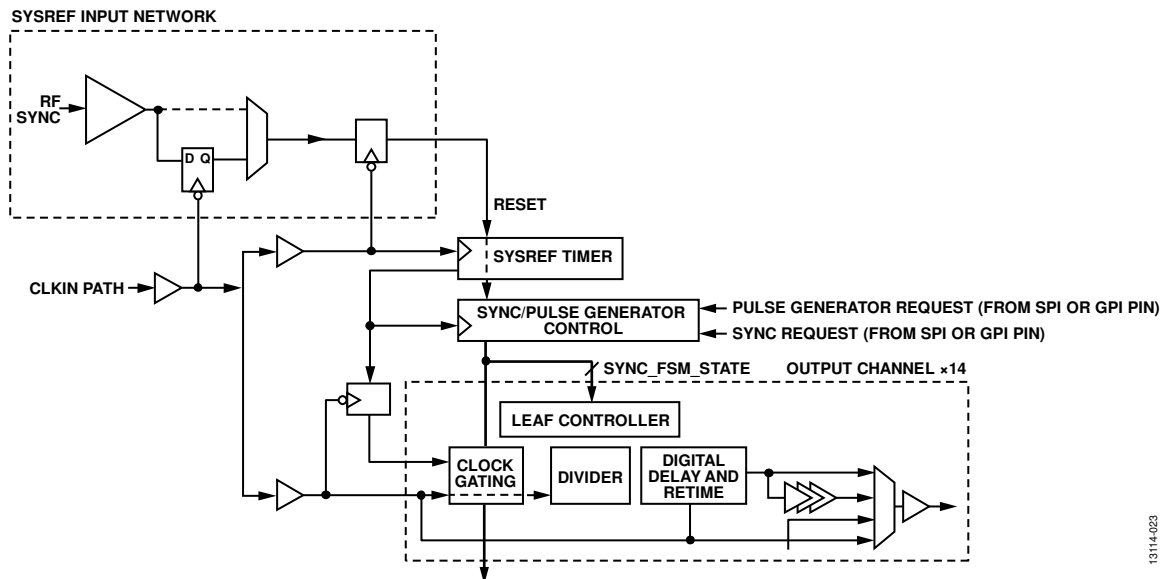 SYSREF INPUT NETWORK
RF
SYNC
D Q
RESET
SYSREF TIMER
CLKIN PATH
SYNC/PULSE GENERATOR
CONTROL
PULSE GENERATOR REQUEST (FROM SPI OR GPI PIN)
SYNC REQUEST (FROM SPI OR GPI PIN)
SYNC_FSM_STATE
OUTPUT CHANNEL ×14
LEAF CONTROLLER
CLOCK
GATING
DIVIDER
DIGITAL
DELAY AND
RETIME
13114-023